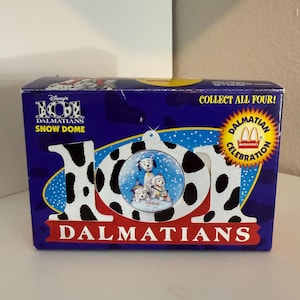 Disney's
101
DALMATIANS
SNOW DOME
COLLECT ALL FOUR!
DALMATIAN
CELEBRATION
101
DALMATIANS